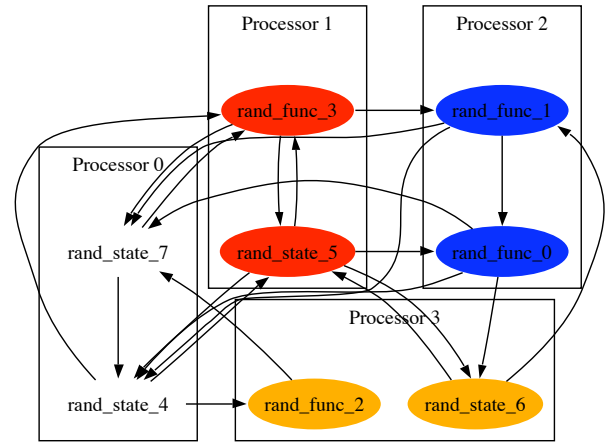 Processor 1
Processor 2
rand_func_3
rand_func_1
Processor 0
rand_state_7
rand_state_5
rand_func_0
Processor 3
rand_state_4
rand_func_2
rand_state_6